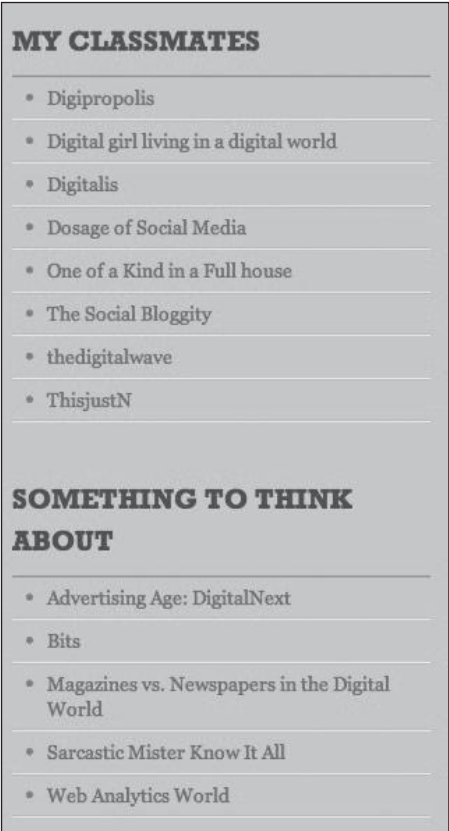 MY CLASSMATES
• Digipropolis
• Digital girl living in a digital world
• Digitalis
• Dosage of Social Media
• One of a Kind in a Full house
• The Social Bloggity
• thedigitalwave
• ThisjustN
SOMETHING TO THINK
ABOUT
• Advertising Age: DigitalNext
• Bits
• Magazines vs. Newspapers in the Digital
World
• Sarcastic Mister Know It All
• Web Analytics World